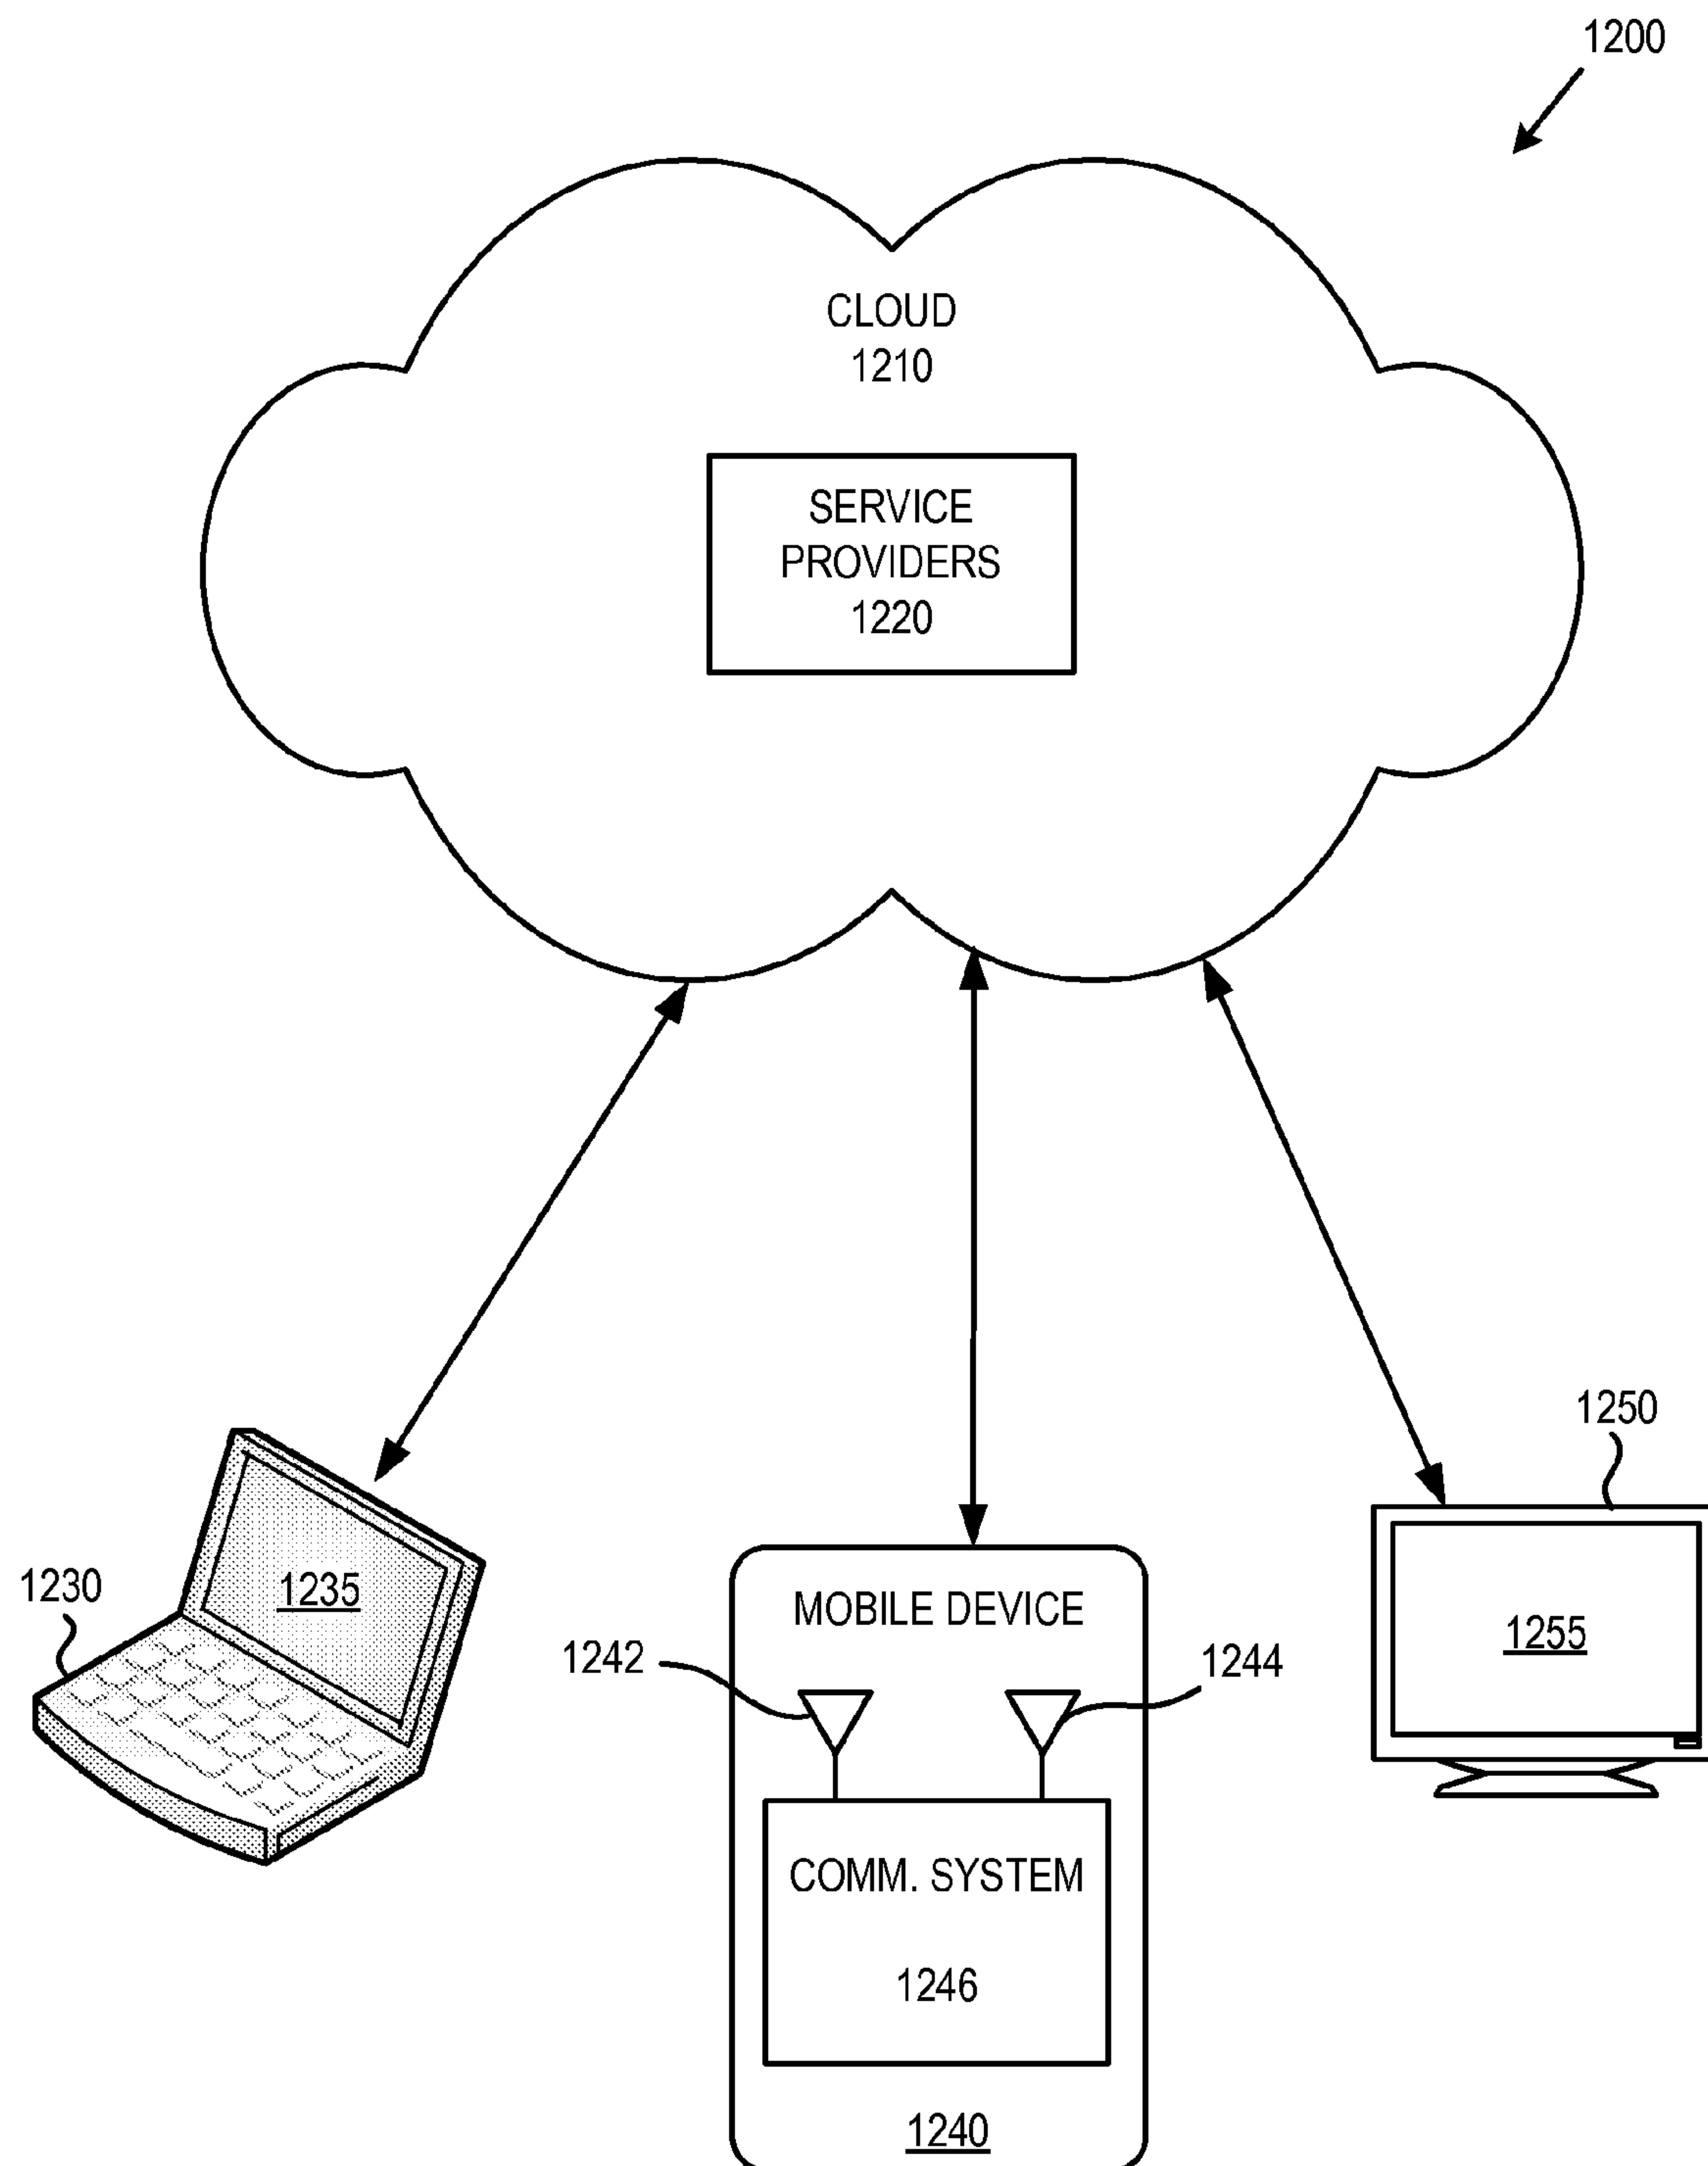 1200
CLOUD
1210
SERVICE
PROVIDERS
1220
1250
1230
1235
MOBILE DEVICE
1242
1244
1255
COMM. SYSTEM
1246
1240